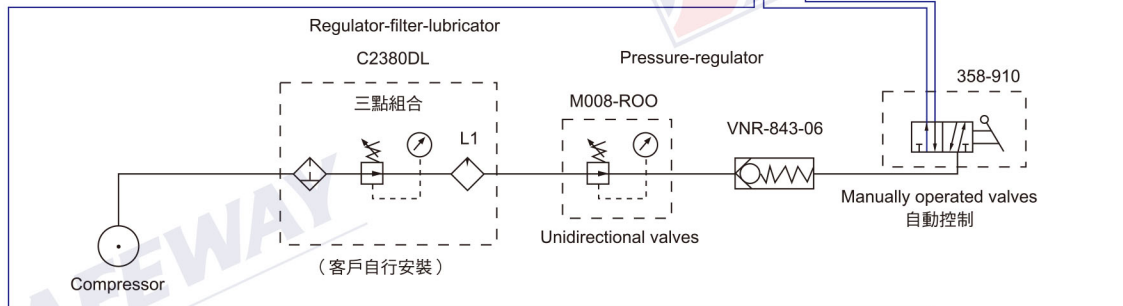 Regulator-filter-lubricator
C2380DL
三點組合
L1
Pressure-regulator
M008-ROO
Unidirectional valves
VNR-843-06
358-910
Manually operated valves
自動控制
Compressor
（客戶自行安裝）